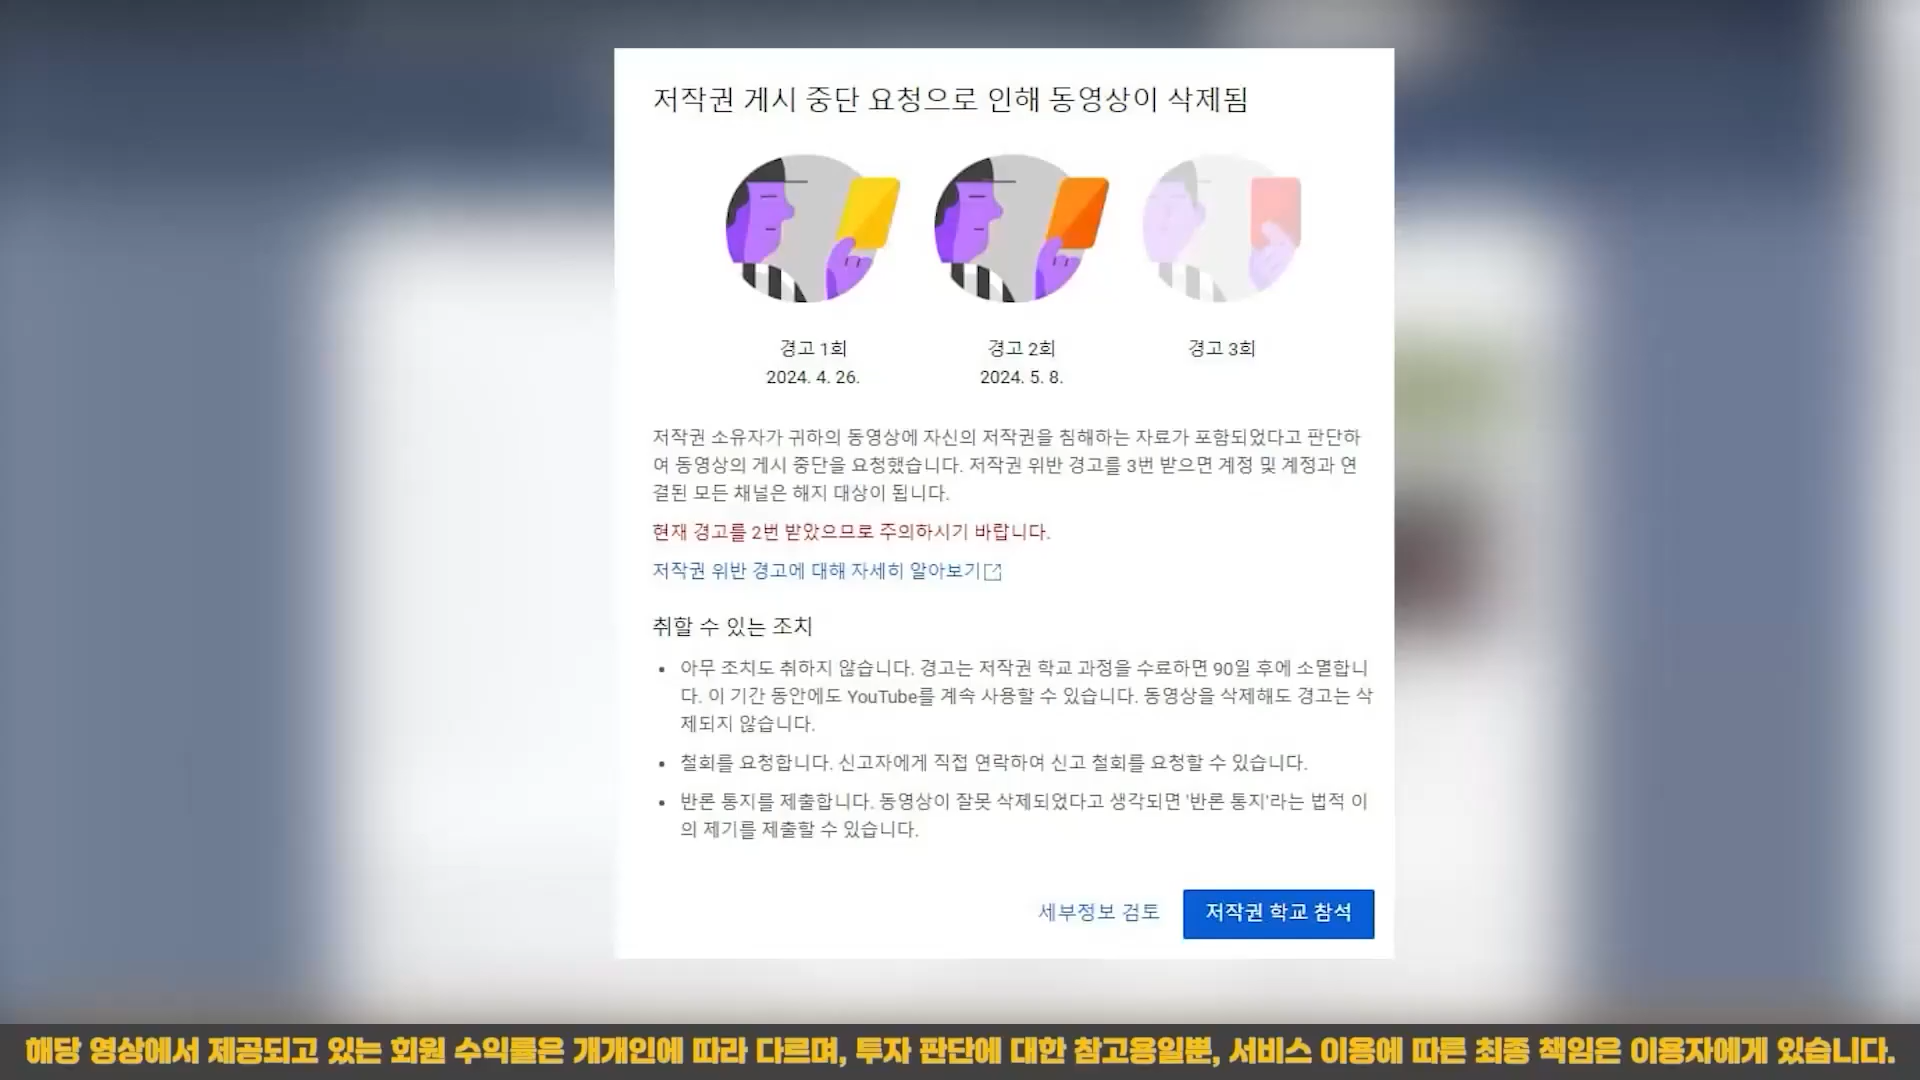 저작권 게시 중단 요청으로 인해 동영상이 삭제됨
경고 1회
2024. 4. 26.
경고 2회
2024. 5. 8.
경고 3회
저작권 소유자가 귀하의 동영상에 자신의 저작권을 침해하는 자료가 포함되었다고 판단하
여 동영상의 게시 중단을 요청했습니다. 저작권 위반 경고를 3번 받으면 계정 및 계정과 연
결된 모든 채널은 해지 대상이 됩니다.
현재 경고를 2번 받았으므로 주의하시기 바랍니다.
저작권 위반 경고에 대해 자세히 알아보기
취할 수 있는 조치
• 아무 조치도 취하지 않습니다. 경고는 저작권 학교 과정을 수료하면 90일 후에 소멸합니
다. 이 기간 동안에도 YouTube를 계속 사용할 수 있습니다. 동영상을 삭제해도 경고는 삭
제되지 않습니다.
• 철회를 요청합니다. 신고자에게 직접 연락하여 신고 철회를 요청할 수 있습니다.
• 반론 통지를 제출합니다. 동영상이 잘못 삭제되었다고 생각되면 '반론 통지'라는 법적 이
의 제기를 제출할 수 있습니다.
세부정보 검토
저작권 학교 참석
해당 영상에서 제공되고 있는 회원 수익률은 개개인에 따라 다르며, 투자 판단에 대한 참고용일뿐, 서비스 이용에 따른 최종 책임은 이용자에게 있습니다.